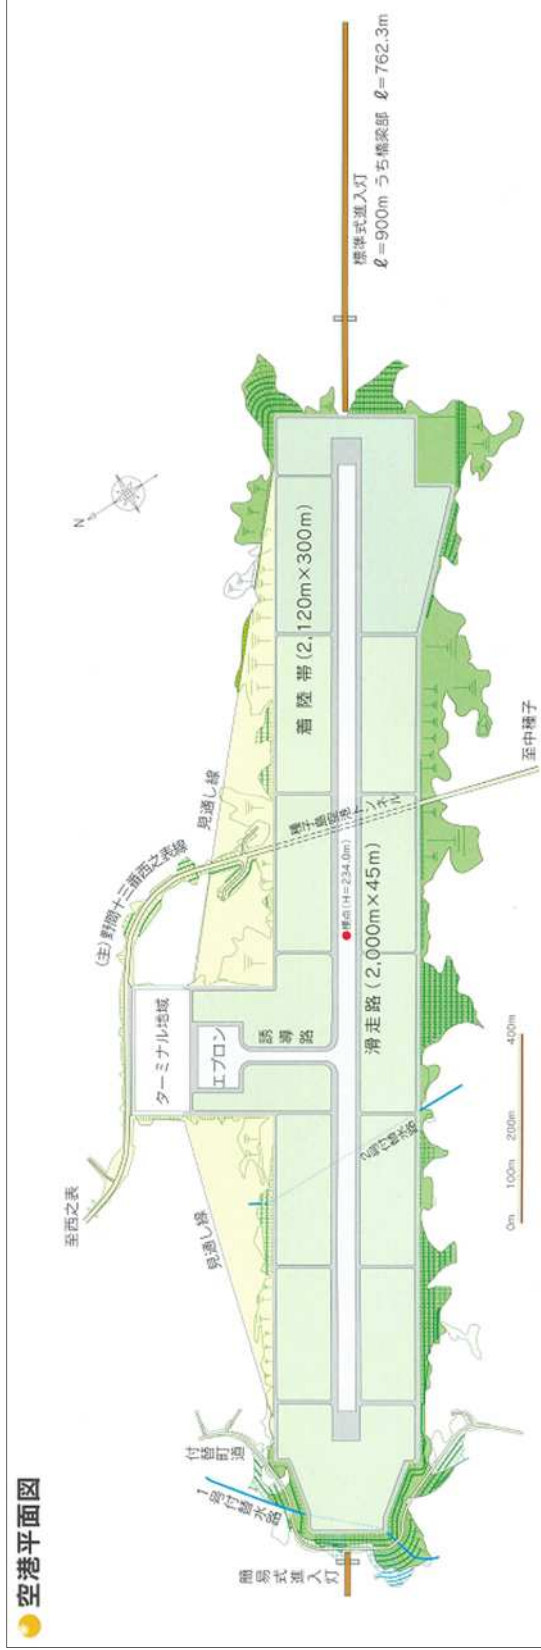 空港平面図
簡易式進入灯
1号付替水路
付替町道
見通し線
至西之表
ターミナル地域
エプロン
誘導路
(主)野間十三番西之表線
見通し線
N
着陸帯(2,120m×300m)
種子島空港トンネル
●標点(H=234.0m)
滑走路(2,000m×45m)
2号付替水路
至中種子
0m 100m 200m 400m
標準式進入灯
ℓ=900m うち橋梁部 ℓ=762.3m